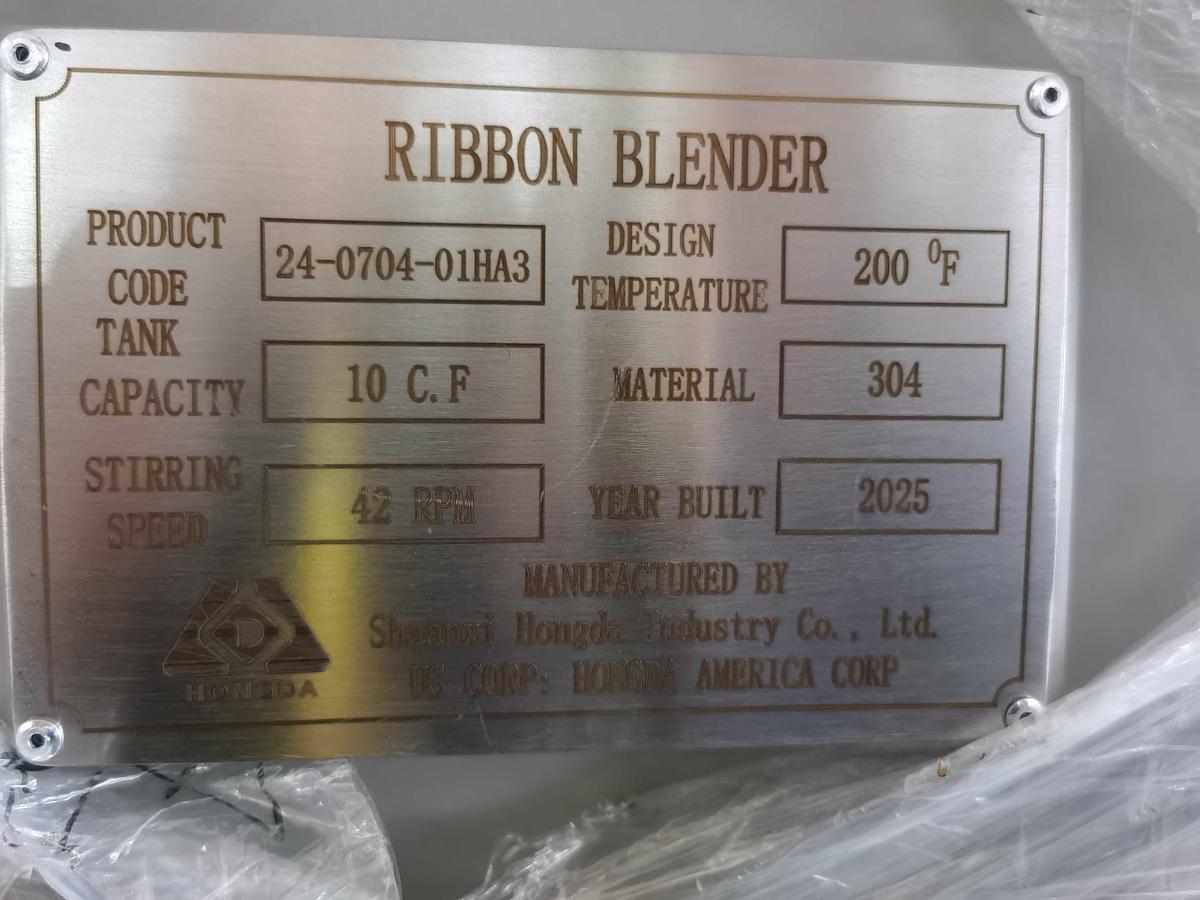 RIBBON BLENDER
PRODUCT CODE 24-0704-01HA3 DESIGN TEMPERATURE 200 ⁰F
TANK CAPACITY 10 C.F MATERIAL 304
STIRRING SPEED 42 RPM YEAR BUILT 2025
MANUFACTURED BY
Shaanxi Hongda Industry Co., Ltd.
US CORP: HONGDA AMERICA CORP
D
HONGDA